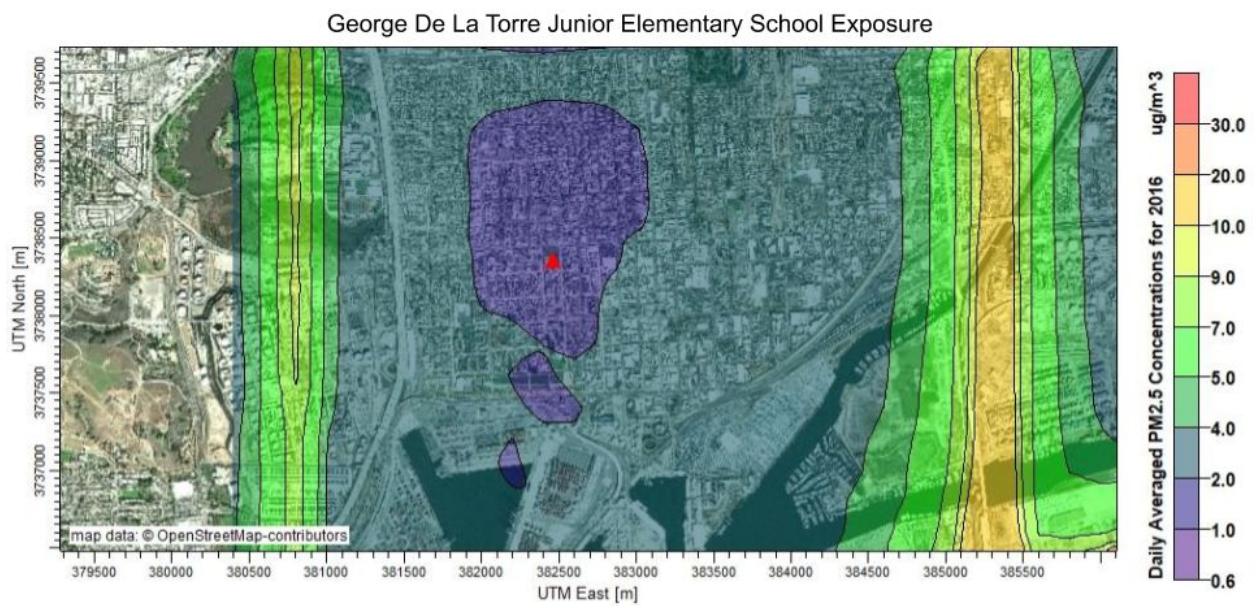 George De La Torre Junior Elementary School Exposure
UTM North [m]
3739500
3739000
3738500
3738000
3737500
3737000
map data: © OpenStreetMap-contributors
379500 380000 380500 381000 381500 382000 382500 383000 383500 384000 384500 385000 385500
UTM East [m]
Daily Averaged PM2.5 Concentrations for 2016 ug/m^3
30.0
20.0
10.0
9.0
7.0
5.0
4.0
2.0
1.0
0.6